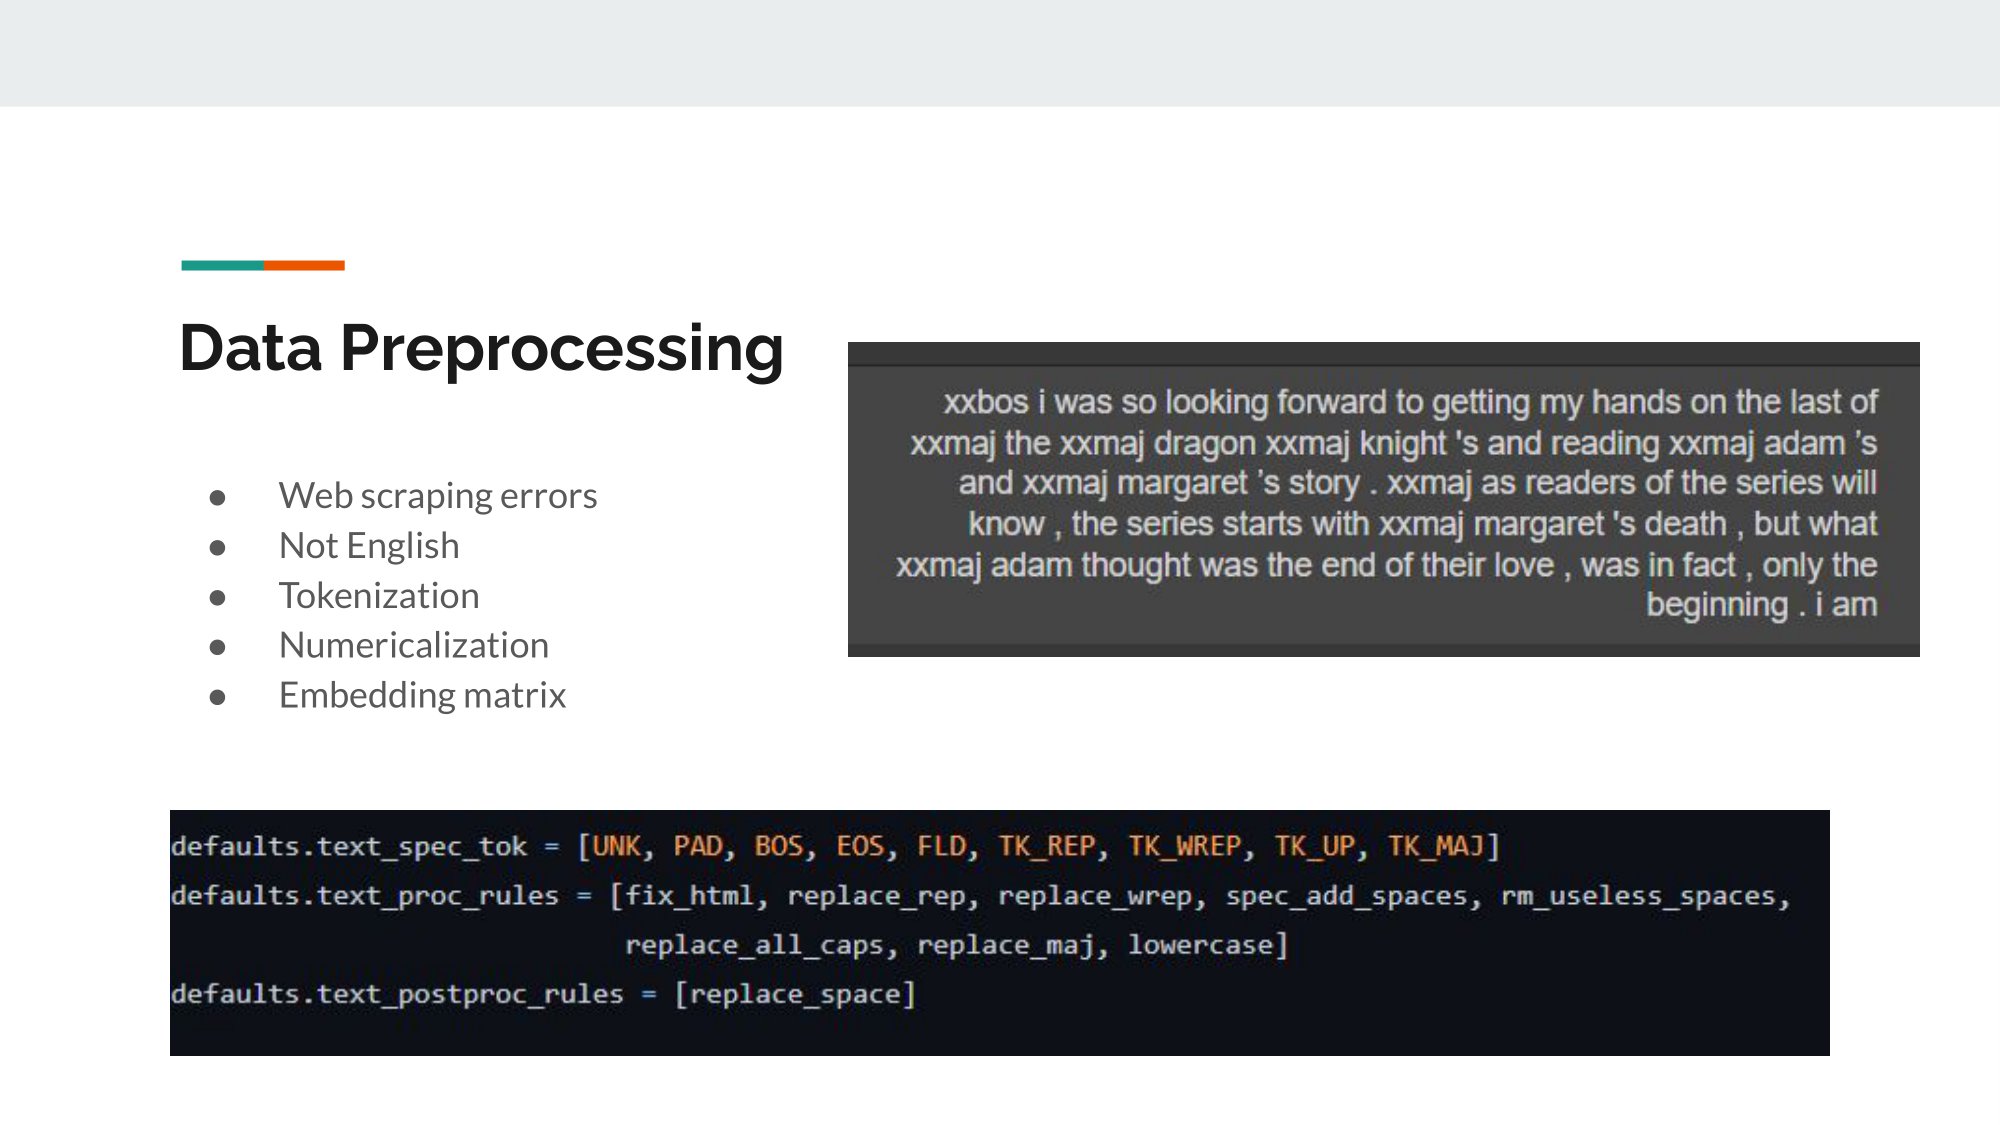 Data Preprocessing
● Web scraping errors
● Not English
● Tokenization
● Numericalization
● Embedding matrix
xxbos i was so looking forward to getting my hands on the last of
xxmaj the xxmaj dragon xxmaj knight 's and reading xxmaj adam ’s
and xxmaj margaret ’s story . xxmaj as readers of the series will
know , the series starts with xxmaj margaret 's death , but what
xxmaj adam thought was the end of their love , was in fact , only the
beginning . i am
defaults.text_spec_tok = [UNK, PAD, BOS, EOS, FLD, TK_REP, TK_WREP, TK_UP, TK_MAJ]
defaults.text_proc_rules = [fix_html, replace_rep, replace_wrep, spec_add_spaces, rm_useless_spaces,
replace_all_caps, replace_maj, lowercase]
defaults.text_postproc_rules = [replace_space]